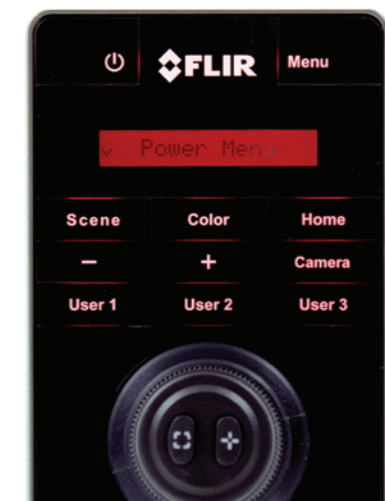 FLIR Menu
Power Menu
Scene Color Home
− + Camera
User 1 User 2 User 3